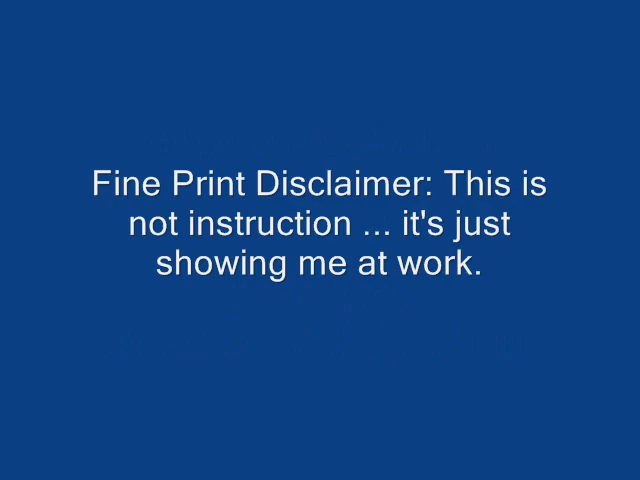 Fine Print Disclaimer: This is
not instruction ... it's just
showing me at work.